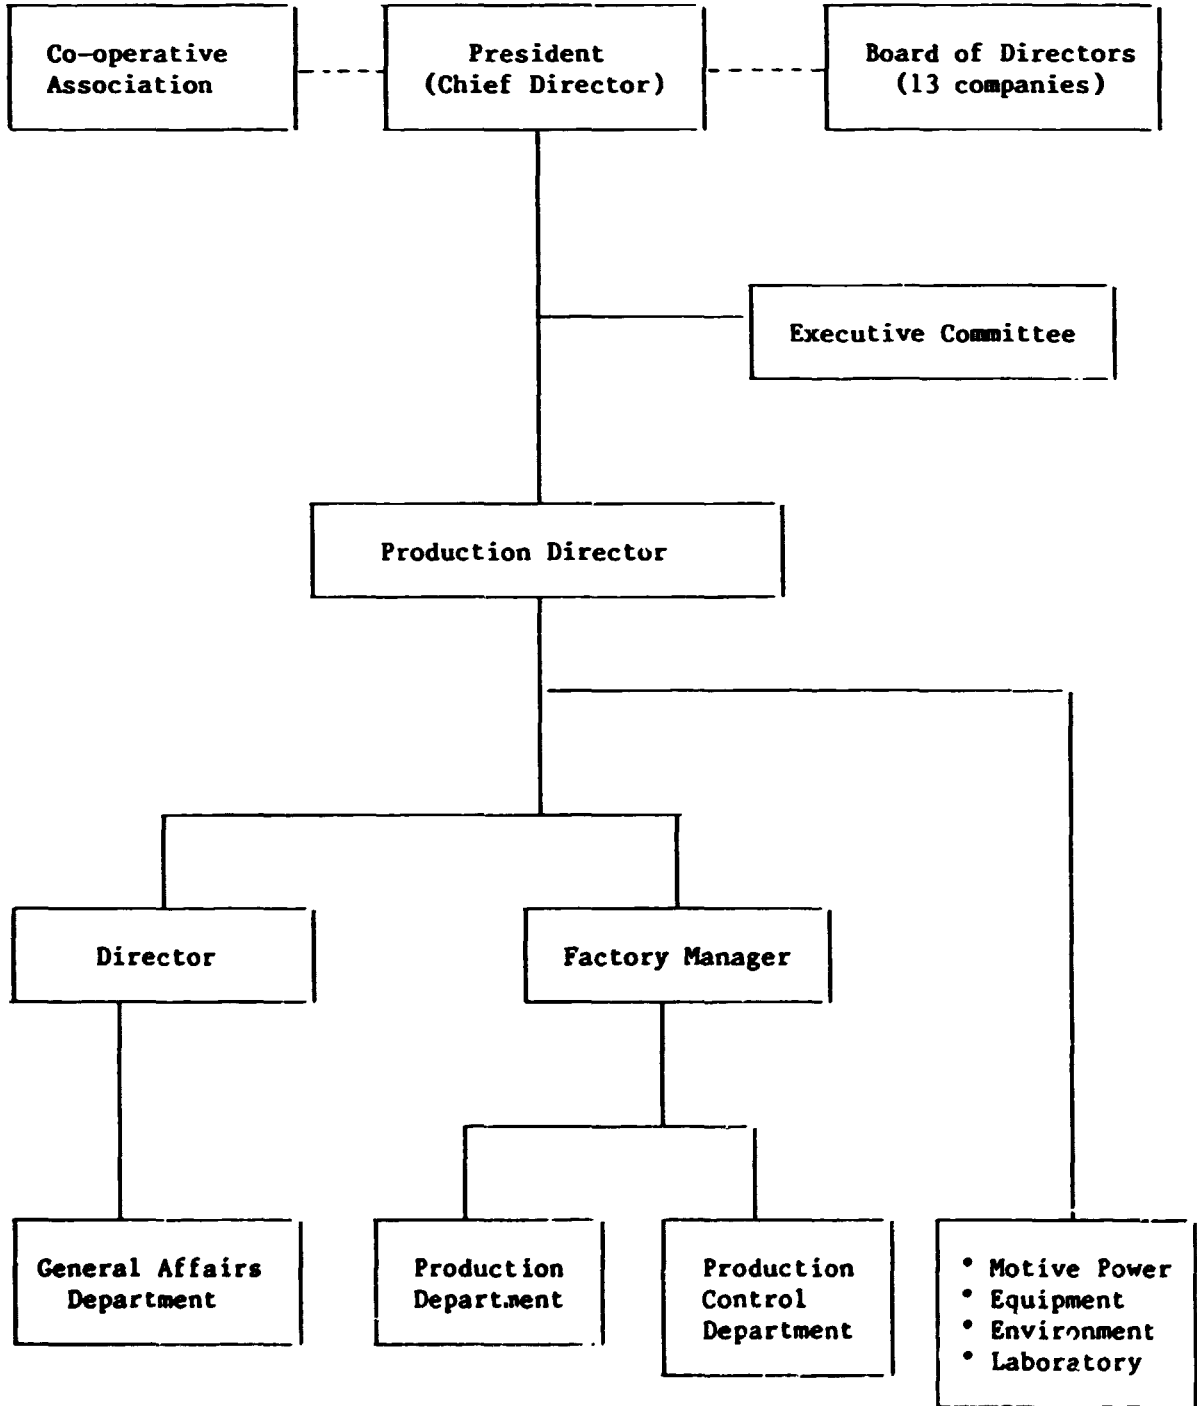 Co-operative
Association
President
(Chief Director)
Board of Directors
(13 companies)
Executive Committee
Production Director
Director
Factory Manager
General Affairs
Department
Production
Department
Production
Control
Department
• Motive Power
• Equipment
• Environment
• Laboratory